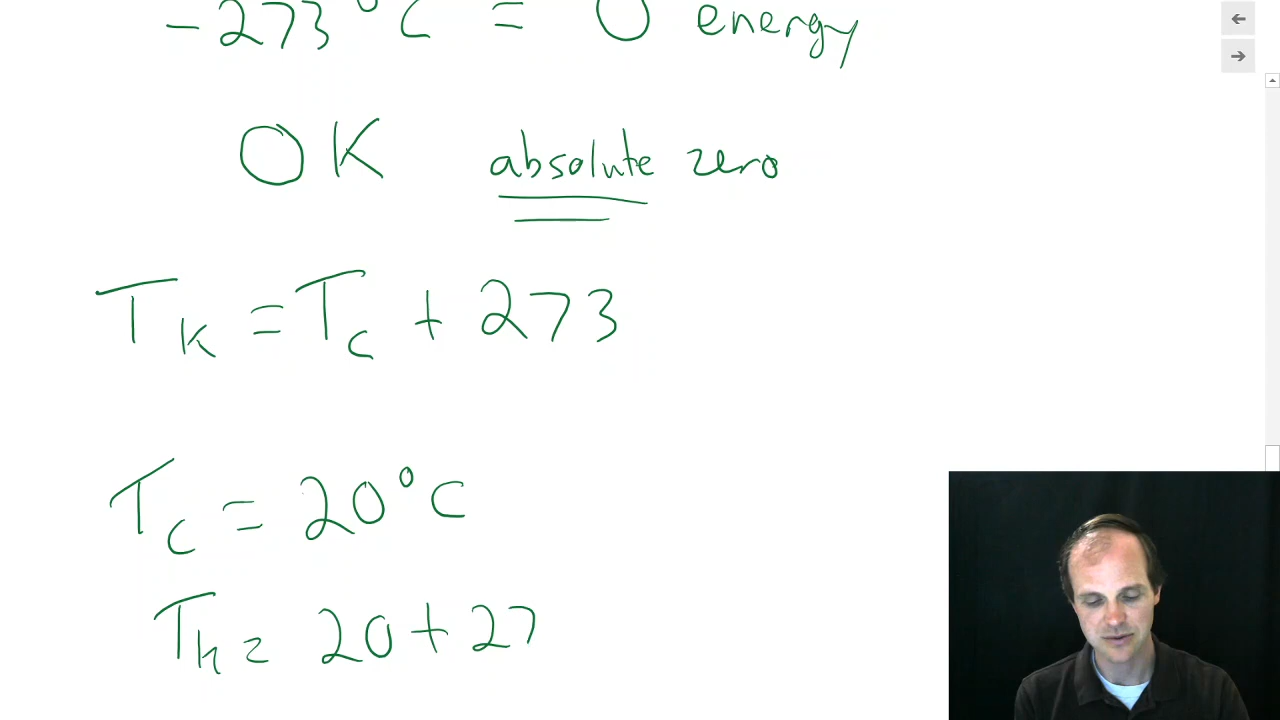 -273°C = 0 energy
0 K absolute zero
T_K = T_C + 273
T_C = 20°C
T_K = 20 + 27